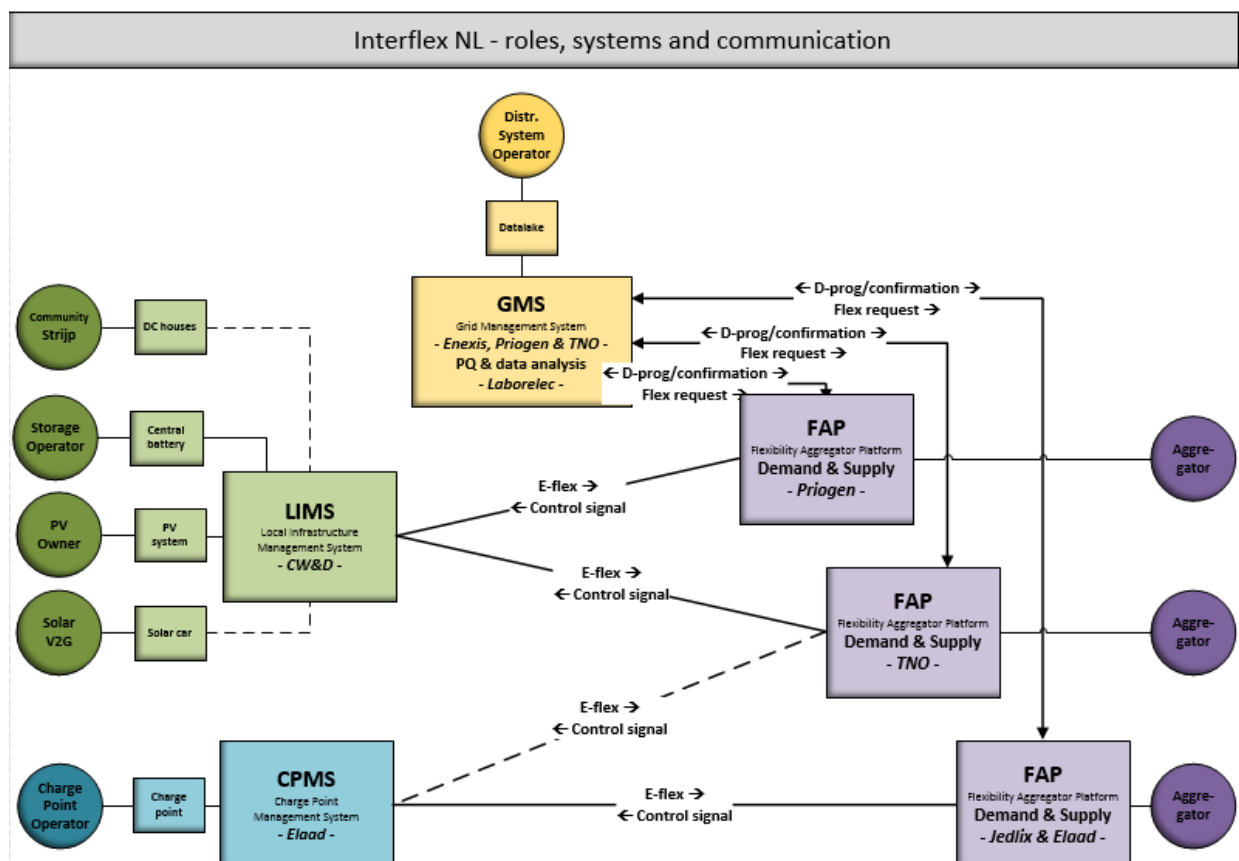 Interflex NL - roles, systems and communication
Distr.
System
Operator
Datalake
GMS
Grid Management System
- Enexis, Priogen & TNO -
PQ & data analysis
- Laborelec -
← D-prog/confirmation →
Flex request →
← D-prog/confirmation →
Flex request →
← D-prog/confirmation →
Flex request →
Community
Strijp
DC houses
Storage
Operator
Central
battery
PV
Owner
PV
system
Solar
V2G
Solar car
LIMS
Local Infrastructure
Management System
- CW&D -
E-flex →
← Control signal
E-flex →
← Control signal
FAP
Flexibility Aggregator Platform
Demand & Supply
- Priogen -
Aggre-
gator
FAP
Flexibility Aggregator Platform
Demand & Supply
- TNO -
Aggre-
gator
E-flex →
← Control signal
Charge
Point
Operator
Charge
point
CPMS
Charge Point
Management System
- Elaad -
E-flex →
← Control signal
FAP
Flexibility Aggregator Platform
Demand & Supply
- Jedlix & Elaad -
Aggre-
gator